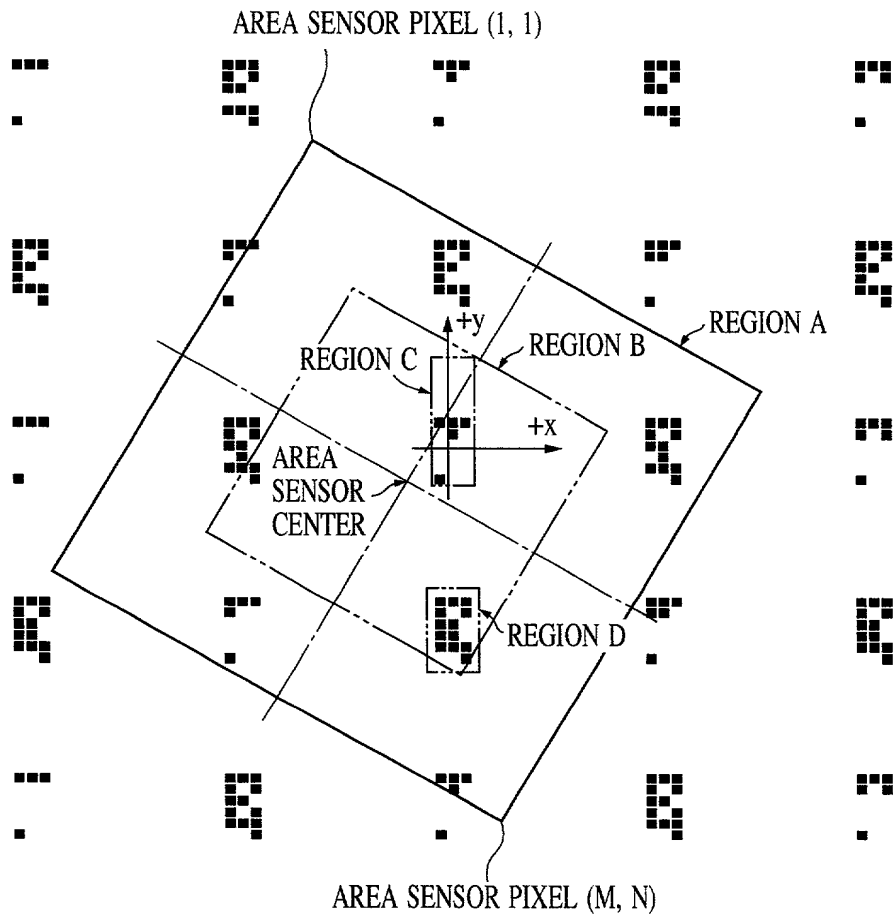 AREA SENSOR PIXEL (1, 1)
+y
REGION A
REGION B
REGION C
+x
AREA
SENSOR
CENTER
REGION D
AREA SENSOR PIXEL (M, N)